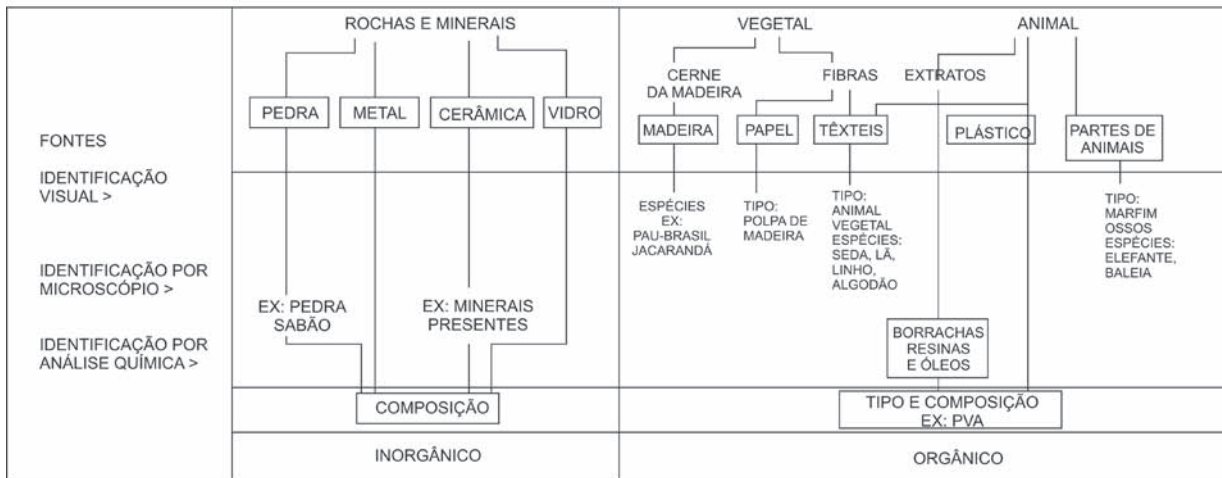 ROCHAS E MINERAIS
VEGETAL
ANIMAL
CERNE
DA MADEIRA
FIBRAS
EXTRATOS
PEDRA
METAL
CERÂMICA
VIDRO
MADEIRA
PAPEL
TÊXTEIS
PLÁSTICO
PARTES DE
ANIMAIS
FONTES
IDENTIFICAÇÃO
VISUAL >
ESPÉCIES
EX:
PAU-BRASIL
JACARANDÁ
TIPO:
POLPA DE
MADEIRA
TIPO:
ANIMAL
VEGETAL
ESPÉCIES:
SEDA, LÃ,
LINHO,
ALGODÃO
TIPO:
MARFIM
OSSOS
ESPÉCIES:
ELEFANTE,
BALEIA
IDENTIFICAÇÃO POR
MICROSCÓPIO >
EX: PEDRA
SABÃO
EX: MINERAIS
PRESENTES
IDENTIFICAÇÃO POR
ANÁLISE QUÍMICA >
BORRACHAS
RESINAS
E ÓLEOS
COMPOSIÇÃO
TIPO E COMPOSIÇÃO
EX: PVA
INORGÂNICO
ORGÂNICO